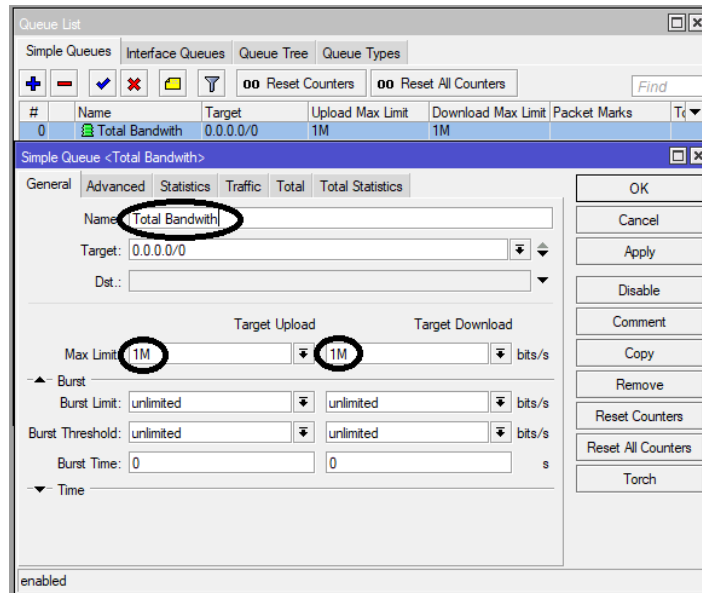 Queue List
Simple Queues Interface Queues Queue Tree Queue Types
00 Reset Counters 00 Reset All Counters Find
# Name Target Upload Max Limit Download Max Limit Packet Marks
0 Total Bandwith 0.0.0.0/0 1M 1M
Simple Queue <Total Bandwith>
General Advanced Statistics Traffic Total Total Statistics
OK
Name: Total Bandwith
Cancel
Target: 0.0.0.0/0
Apply
Dst.:
Disable
Target Upload Target Download
Comment
Max Limit: 1M 1M bits/s
Copy
Burst
Remove
Burst Limit: unlimited unlimited bits/s
Reset Counters
Burst Threshold: unlimited unlimited bits/s
Reset All Counters
Burst Time: 0 0 s
Torch
Time
enabled